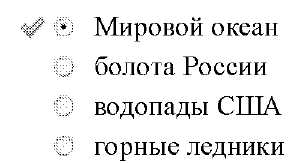 Мировой океан
болота России
водопады США
горные ледники